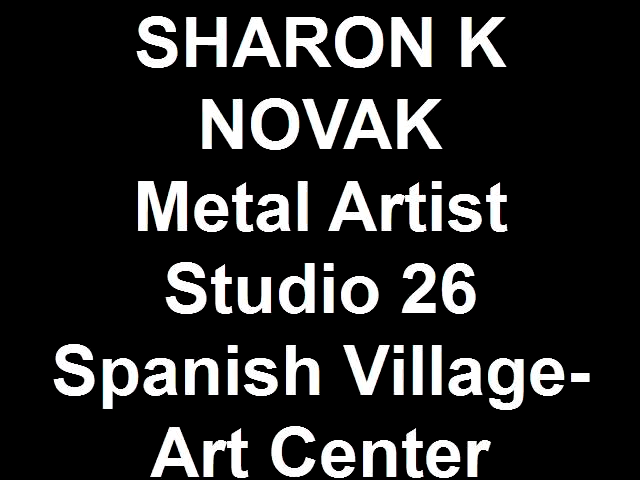 SHARON K
NOVAK
Metal Artist
Studio 26
Spanish Village-
Art Center